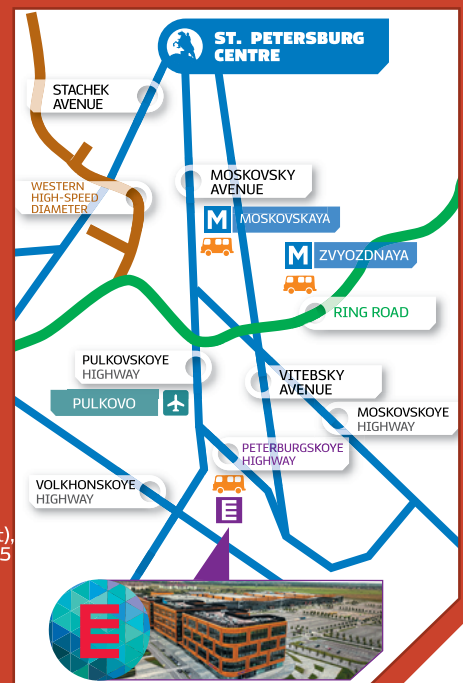 ST. PETERSBURG
CENTRE
STACHEK
AVENUE
MOSKOVSKY
AVENUE
WESTERN
HIGH-SPEED
DIAMETER
M MOSKOVSKAYA
M ZVYOZDNAYA
RING ROAD
PULKOVSKOYE
HIGHWAY
VITEBSKY
AVENUE
PULKOVO
MOSKOVSKOYE
HIGHWAY
PETERBURGSKOYE
HIGHWAY
VOLKHONSKOYE
HIGHWAY
E
t),
5
E